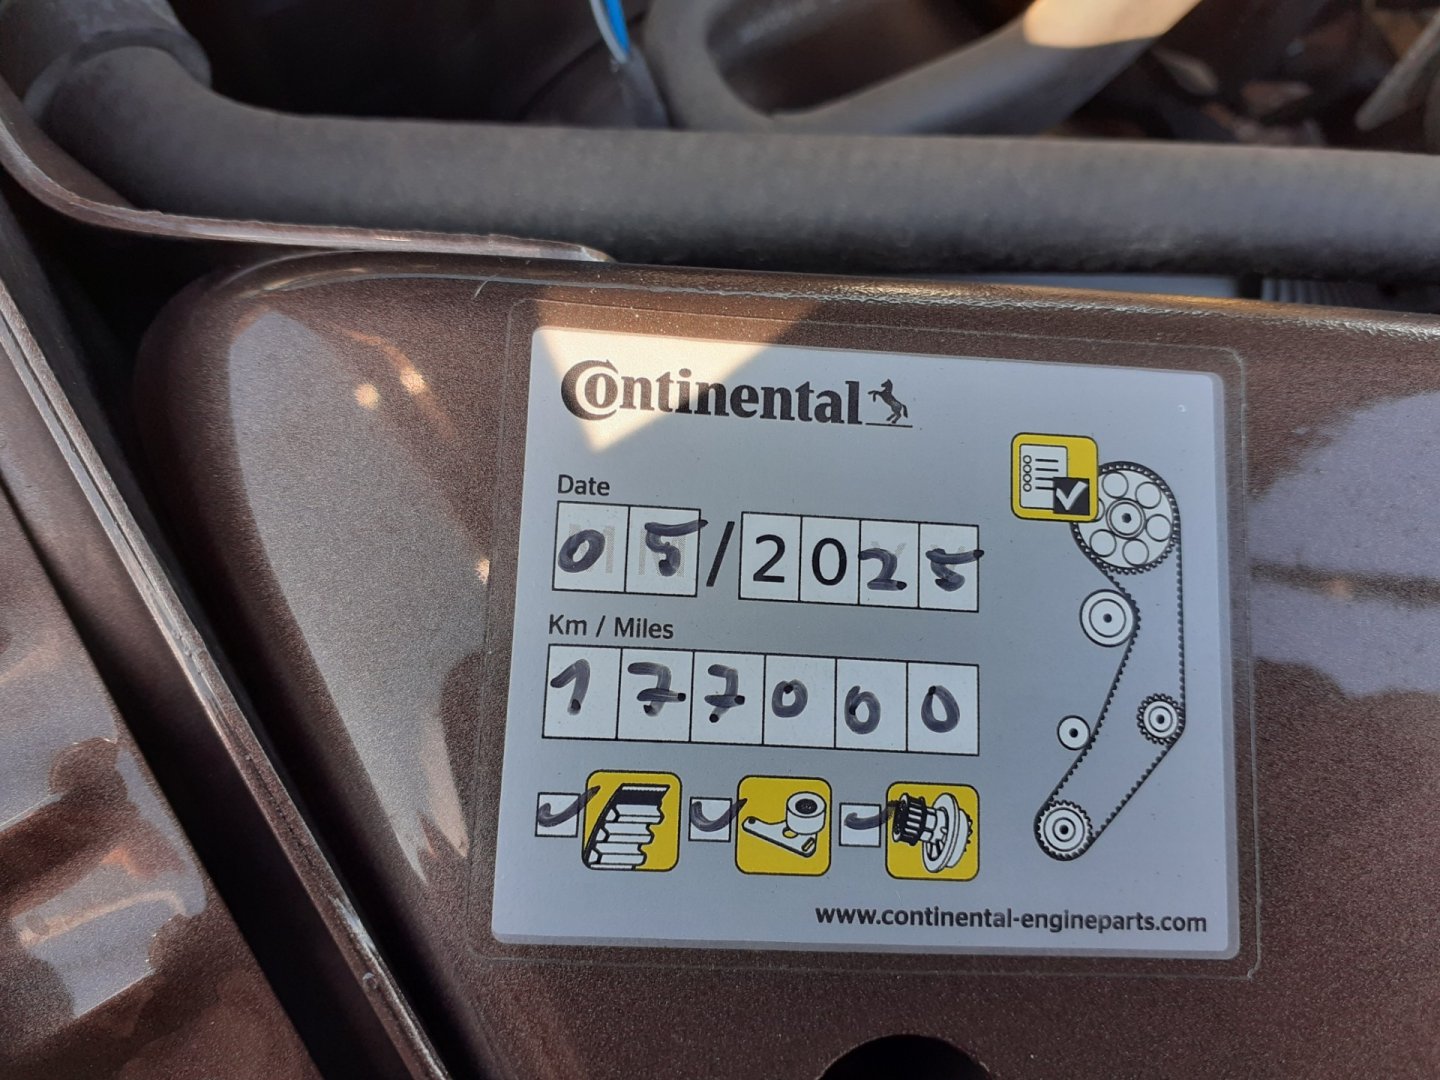 Continental
Date
05/2025
Km / Miles
177000
www.continental-engineparts.com